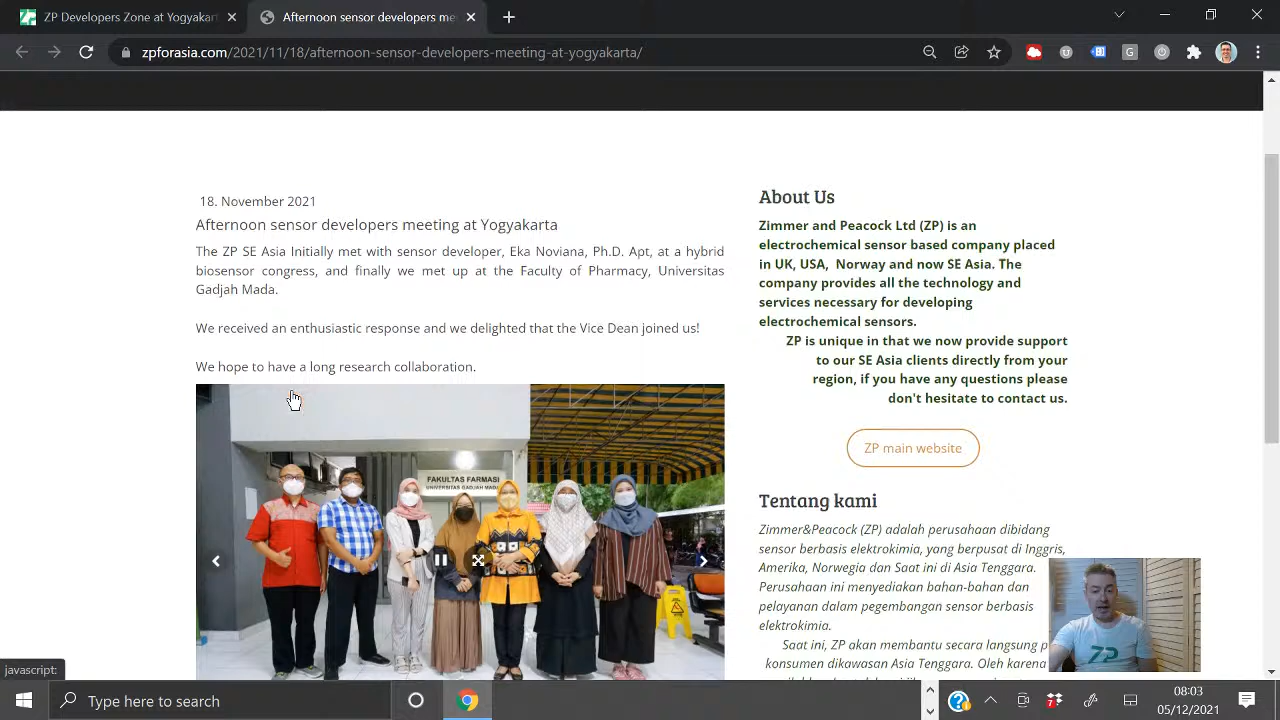 ZP Developers Zone at Yogyakar
Afternoon sensor developers me
zpforasia.com/2021/11/18/afternoon-sensor-developers-meeting-at-yogyakarta/
18. November 2021
Afternoon sensor developers meeting at Yogyakarta
The ZP SE Asia Initially met with sensor developer, Eka Noviana, Ph.D. Apt, at a hybrid
biosensor congress, and finally we met up at the Faculty of Pharmacy, Universitas
Gadjah Mada.
We received an enthusiastic response and we delighted that the Vice Dean joined us!
We hope to have a long research collaboration.
FAKULTAS FARMASI
UNIVERSITAS GADJAH MADA
About Us
Zimmer and Peacock Ltd (ZP) is an
electrochemical sensor based company placed
in UK, USA, Norway and now SE Asia. The
company provides all the technology and
services necessary for developing
electrochemical sensors.
ZP is unique in that we now provide support
to our SE Asia clients directly from your
region, if you have any questions please
don't hesitate to contact us.
ZP main website
Tentang kami
Zimmer&Peacock (ZP) adalah perusahaan dibidang
sensor berbasis elektrokimia, yang berpusat di Inggris,
Amerika, Norwegia dan Saat ini di Asia Tenggara.
Perusahaan ini menyediakan bahan-bahan dan
pelayanan dalam pegembangan sensor berbasis
elektrokimia.
Saat ini, ZP akan membantu secara langsung p
konsumen dikawasan Asia Tenggara. Oleh karena
ZP
javascript:
Type here to search
08:03
05/12/2021